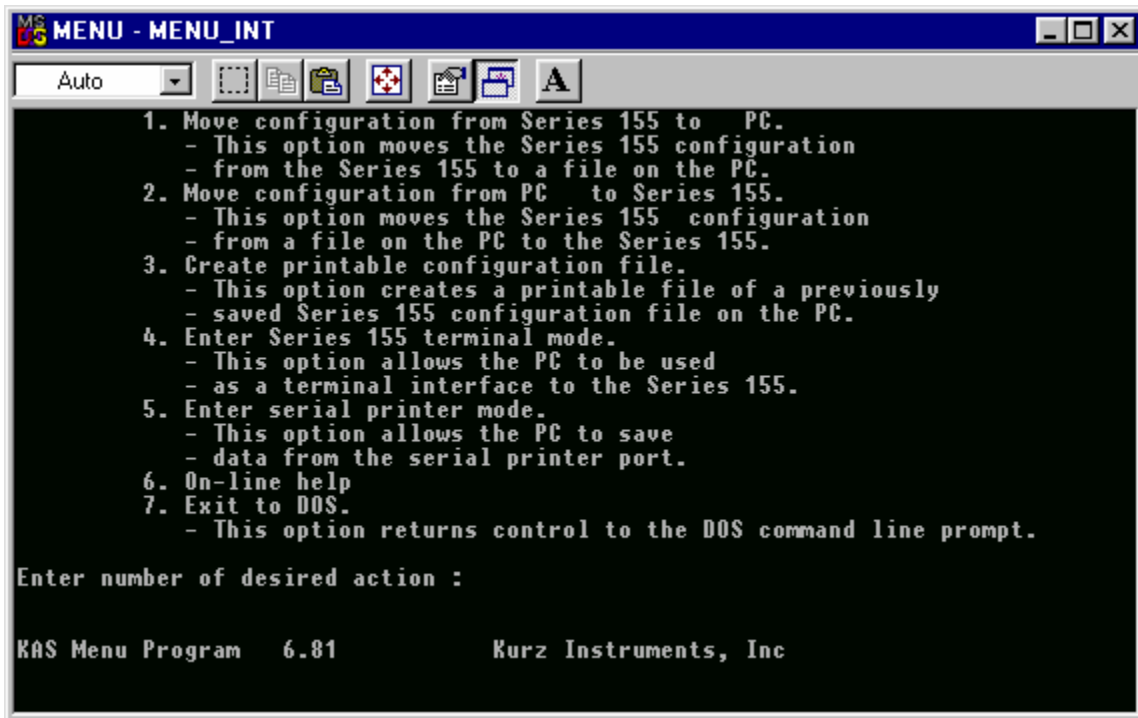 MENU - MENU_INT
Auto
A
1. Move configuration from Series 155 to   PC.
- This option moves the Series 155 configuration
- from the Series 155 to a file on the PC.
2. Move configuration from PC   to Series 155.
- This option moves the Series 155  configuration
- from a file on the PC to the Series 155.
3. Create printable configuration file.
- This option creates a printable file of a previously
- saved Series 155 configuration file on the PC.
4. Enter Series 155 terminal mode.
- This option allows the PC to be used
- as a terminal interface to the Series 155.
5. Enter serial printer mode.
- This option allows the PC to save
- data from the serial printer port.
6. On-line help
7. Exit to DOS.
- This option returns control to the DOS command line prompt.
Enter number of desired action :
KAS Menu Program   6.81            Kurz Instruments, Inc